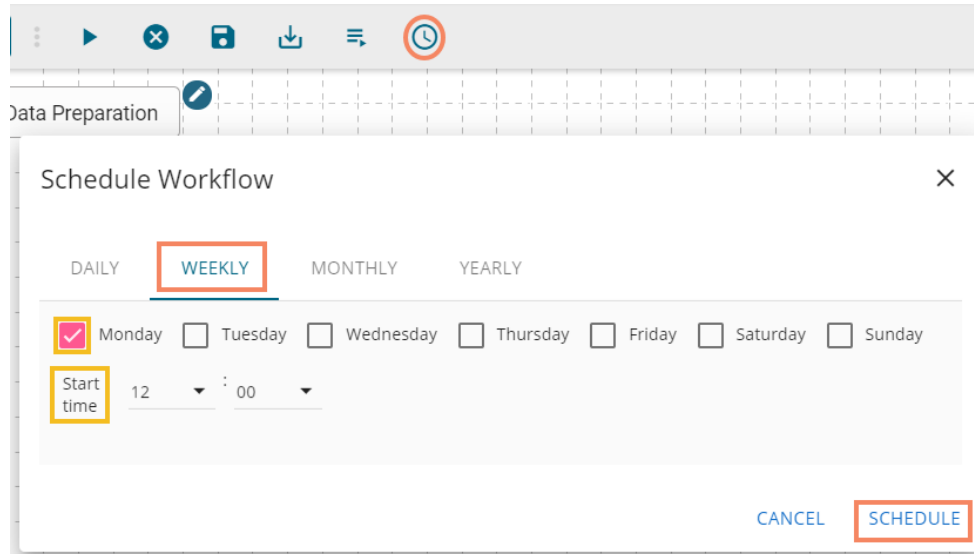 Data Preparation
Schedule Workflow
DAILY WEEKLY MONTHLY YEARLY
Monday Tuesday Wednesday Thursday Friday Saturday Sunday
Start
time
12 : 00
CANCEL SCHEDULE